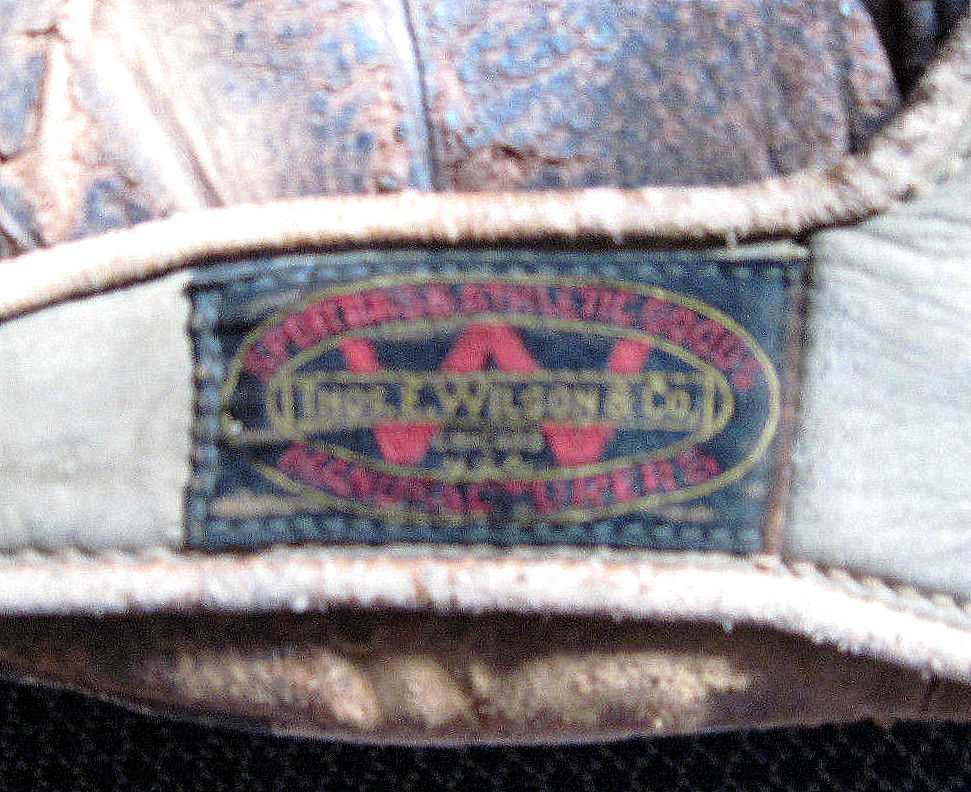 SPORTING & ATHLETIC GOODS
W
THOS. E. WILSON & CO.
CHICAGO
U.S.A.
MANUFACTURERS